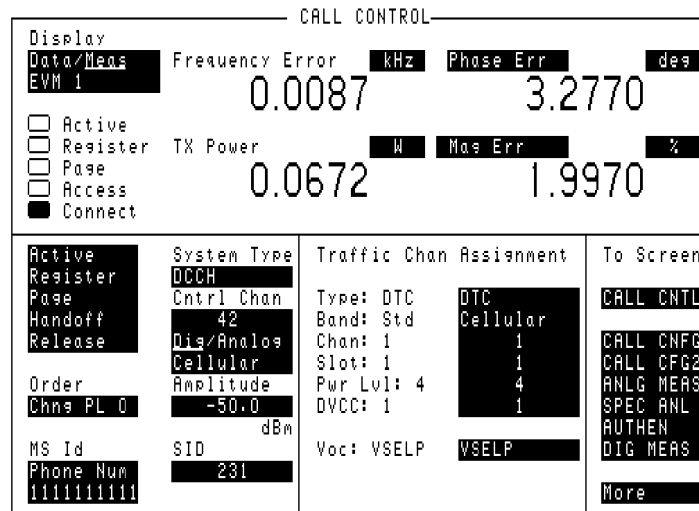 CALL CONTROL
Display
Data/Meas
EVM 1
Frequency Error kHz
0.0087
Phase Err deg
3.2770
Active
Register
Page
Access
Connect
TX Power W
0.0672
Mag Err %
1.9970
Active
Register
Page
Handoff
Release
Order
Chng PL 0
MS Id
Phone Num
1111111111
System Type
DCCH
Cntrl Chan
42
Dig/Analog
Cellular
Amplitude
-50.0
dBm
SID
231
Traffic Chan Assignment
Type: DTC DTC
Band: Std Cellular
Chan: 1 1
Slot: 1 1
Pwr Lvl: 4 4
DVCC: 1 1
Voc: VSELP VSELP
To Screen
CALL CNTL
CALL CNFG
CALL CFG2
ANLG MEAS
SPEC ANL
AUTHEN
DIG MEAS
More